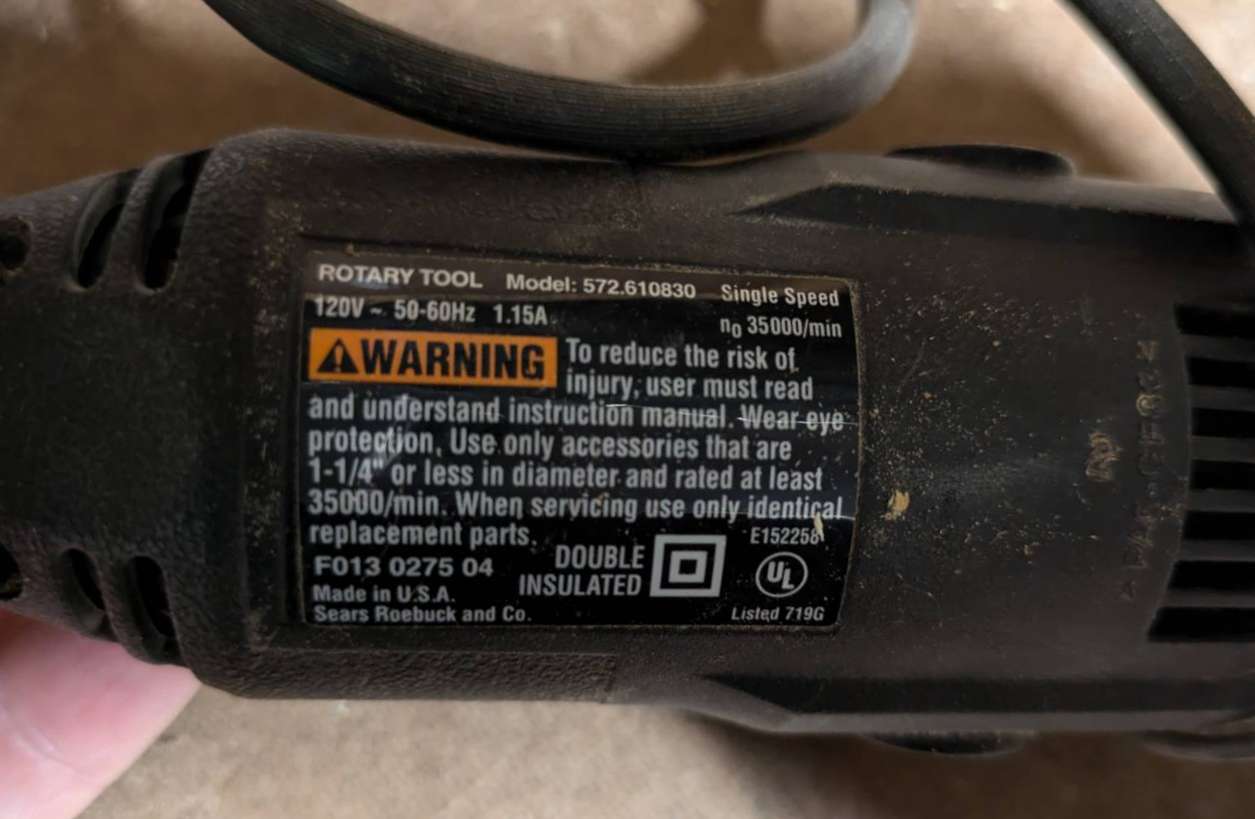 ROTARY TOOL Model: 572.610830 Single Speed
120V ~ 50-60Hz 1.15A n₀ 35000/min
WARNING To reduce the risk of
injury, user must read
and understand instruction manual. Wear eye
protection. Use only accessories that are
1-1/4" or less in diameter and rated at least
35000/min. When servicing use only identical
replacement parts.
E152258
F013 0275 04
DOUBLE
INSULATED
UL
Made in U.S.A.
Sears Roebuck and Co.
Listed 719G